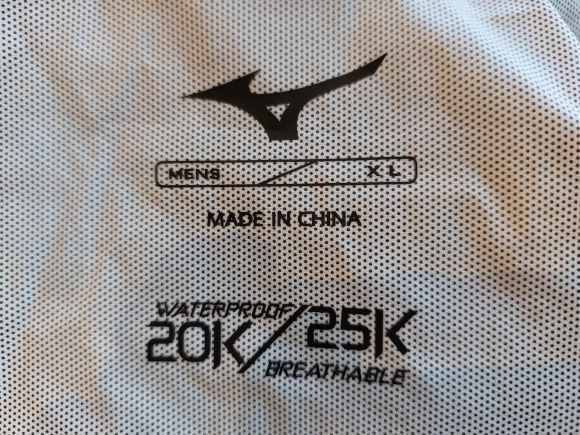 MENS XL
MADE IN CHINA
WATERPROOF
20K/25K
BREATHABLE